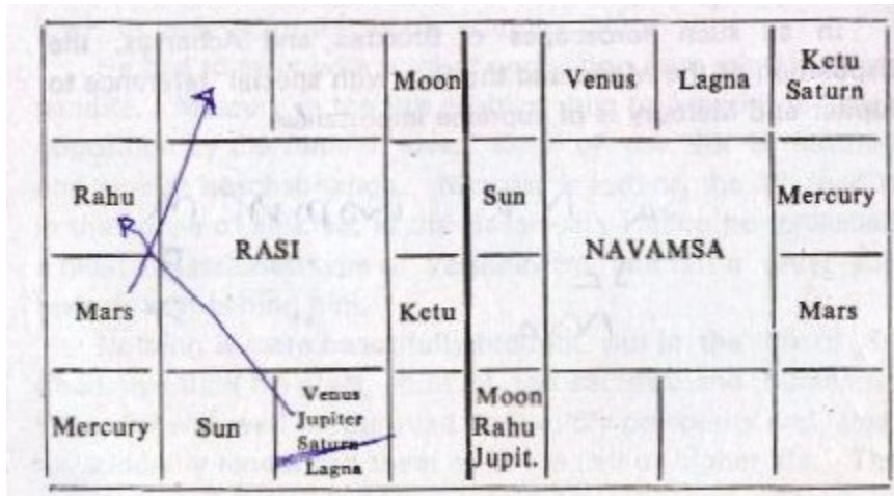 Moon
Venus
Lagna
Ketu
Saturn
Rahu
Sun
Mercury
RASI
NAVAMSA
Mars
Ketu
Mars
Mercury
Sun
Venus
Jupiter
Saturn
Lagna
Moon
Rahu
Jupit.